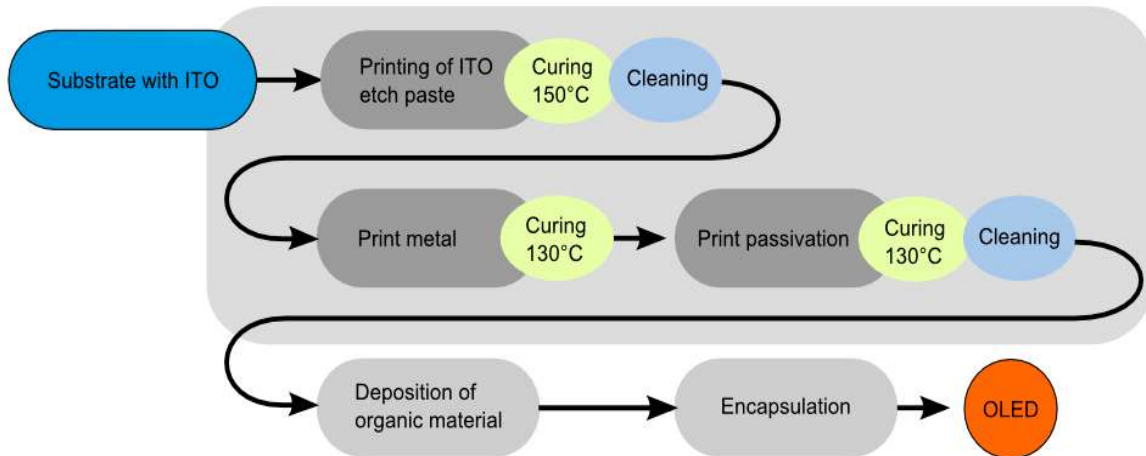 Substrate with ITO
Printing of ITO
etch paste
Curing
150°C
Cleaning
Print metal
Curing
130°C
Print passivation
Curing
130°C
Cleaning
Deposition of
organic material
Encapsulation
OLED